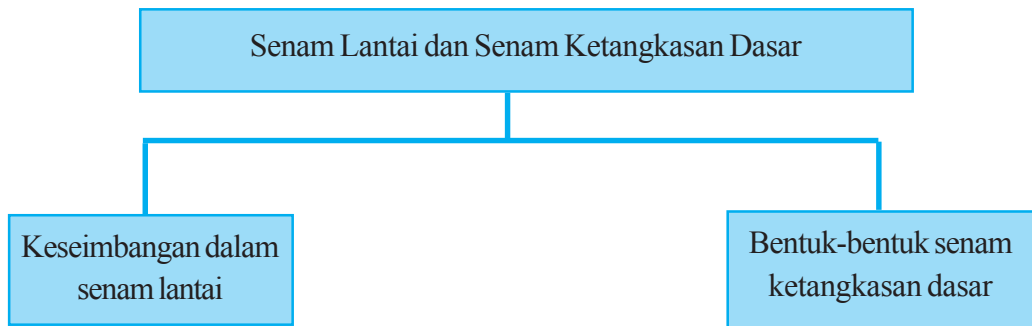 Senam Lantai dan Senam Ketangkasan Dasar
Keseimbangan dalam
senam lantai
Bentuk-bentuk senam
ketangkasan dasar